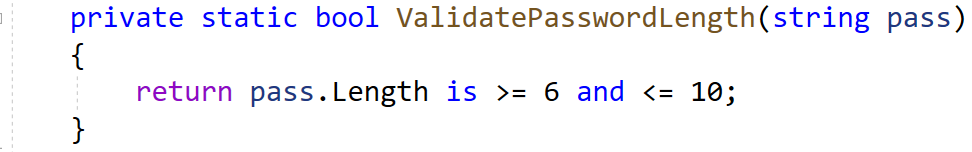 private static bool ValidatePasswordLength(string pass)
{
return pass.Length is >= 6 and <= 10;
}